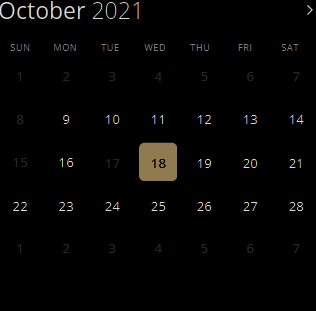 October 2021 >
SUN MON TUE WED THU FRI SAT
1 2 3 4 5 6 7
8 9 10 11 12 13 14
15 16 17 18 19 20 21
22 23 24 25 26 27 28
1 2 3 4 5 6 7